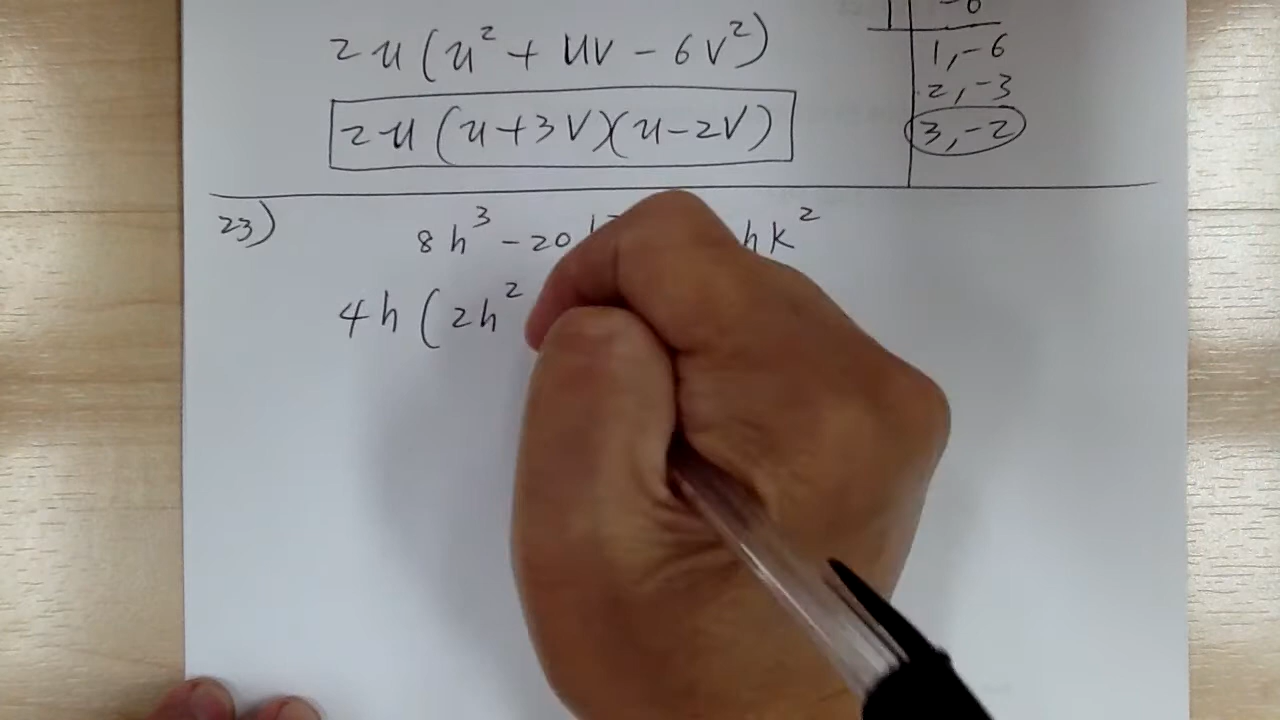 2u(u² + uv - 6v²)
2u(u+3v)(u-2v)
1, -6
2, -3
3, -2
23) 8h³ - 20 hk²
4h(2h²